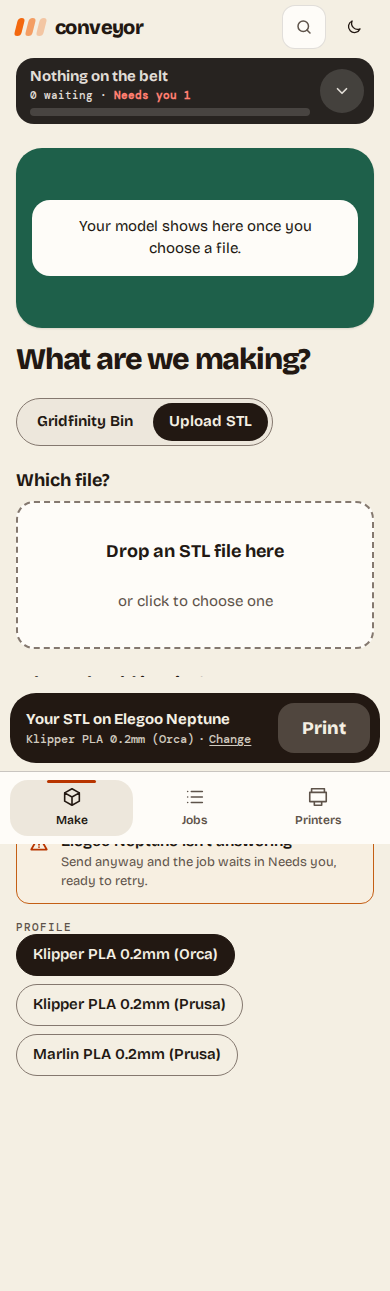 conveyor
Nothing on the belt
0 waiting · Needs you 1
Your model shows here once you
choose a file.
What are we making?
Gridfinity Bin
Upload STL
Which file?
Drop an STL file here
or click to choose one
Your STL on Elegoo Neptune
Klipper PLA 0.2mm (Orca) · Change
Print
Make
Jobs
Printers
Elegoo Neptune isn't answering
Send anyway and the job waits in Needs you,
ready to retry.
PROFILE
Klipper PLA 0.2mm (Orca)
Klipper PLA 0.2mm (Prusa)
Marlin PLA 0.2mm (Prusa)